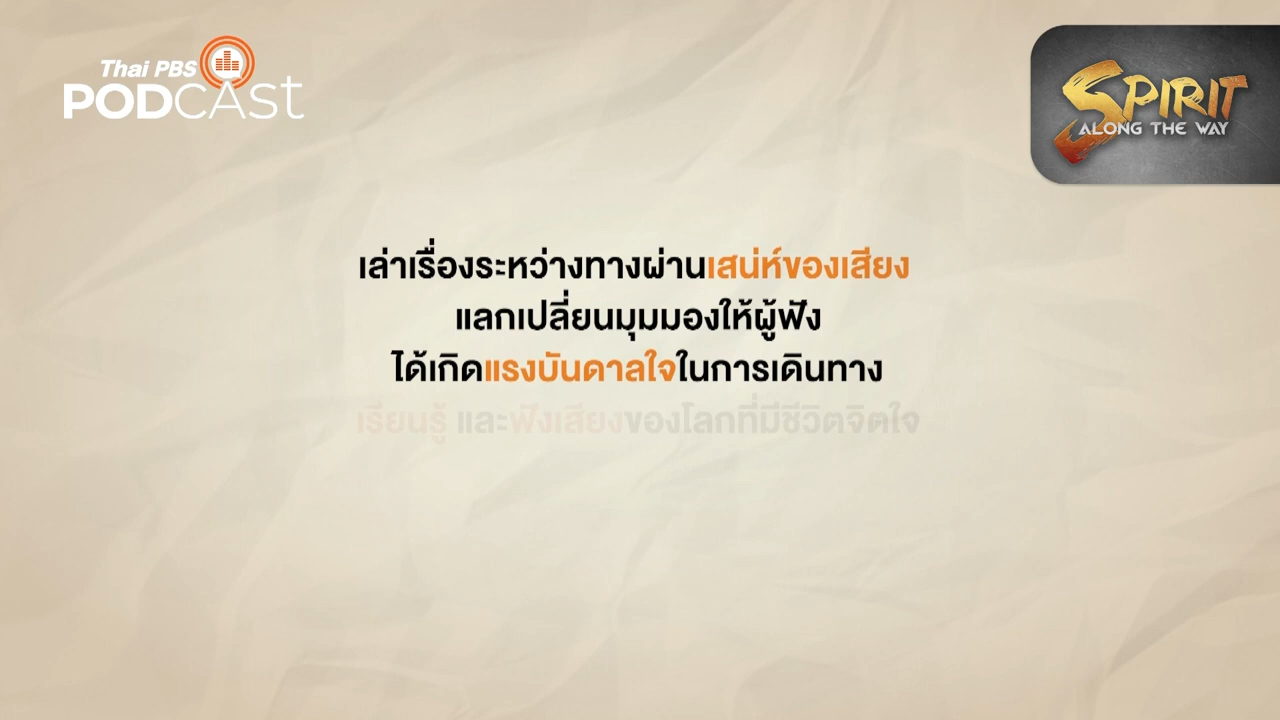 Thai PBS
PODCAST
SPIRIT
ALONG THE WAY
เล่าเรื่องระหว่างทางผ่านเสน่ห์ของเสียง
แลกเปลี่ยนมุมมองให้ผู้ฟัง
ได้เกิดแรงบันดาลใจในการเดินทาง
เรียนรู้ และฟังเสียงของโลกที่มีชีวิตจิตใจ